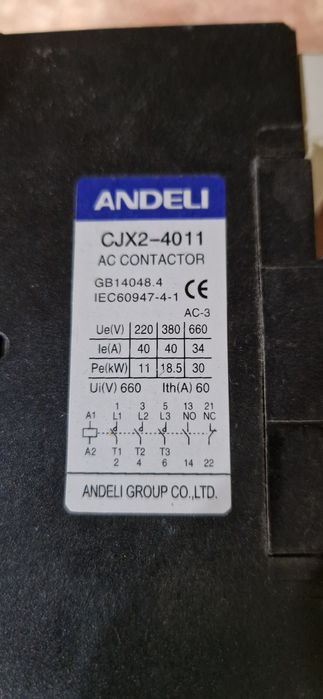 ANDELI
CJX2-4011
AC CONTACTOR
GB14048.4
IEC60947-4-1 CE
AC-3
Ue(V) 220 380 660
Ie(A) 40 40 34
Pe(kW) 11 18.5 30
Ui(V) 660 Ith(A) 60
1 3 5 13 21
A1 L1 L2 L3 NO NC
A2 T1 T2 T3
2 4 6 14 22
ANDELI GROUP CO.,LTD.